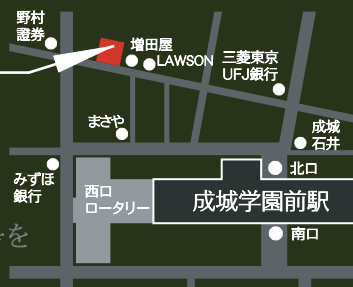 野村
證券
増田屋
LAWSON
三菱東京
UFJ銀行
まさや
成城
石井
みずほ
銀行
北口
西口
ロータリー
成城学園前駅
南口
を